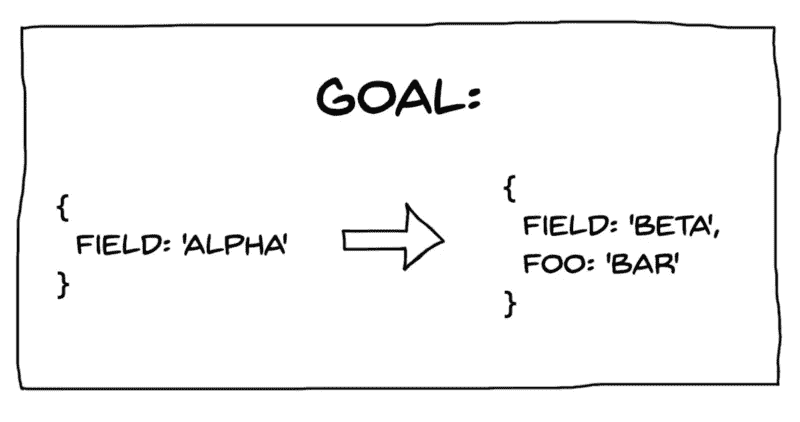 GOAL:
{
FIELD: 'ALPHA'
}
{
FIELD: 'BETA',
FOO: 'BAR'
}